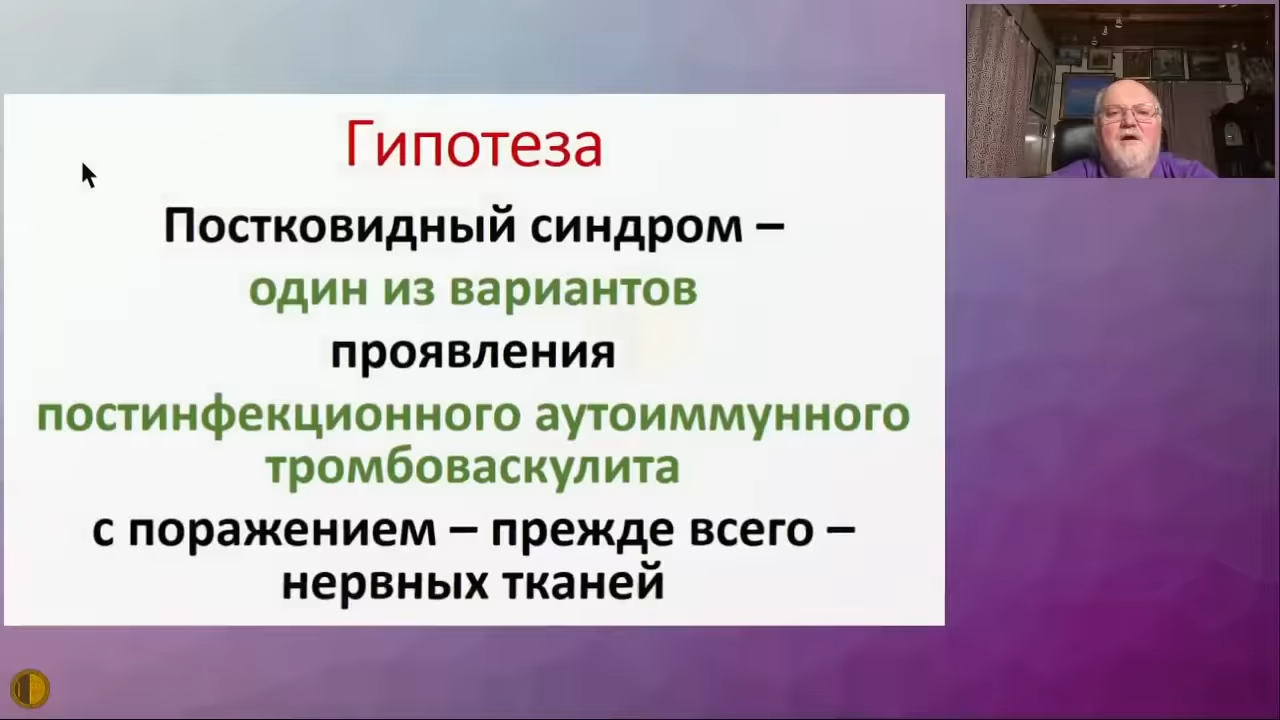 Гипотеза
Постковидный синдром –
один из вариантов
проявления
постинфекционного аутоиммунного
тромбоваскулита
с поражением – прежде всего –
нервных тканей